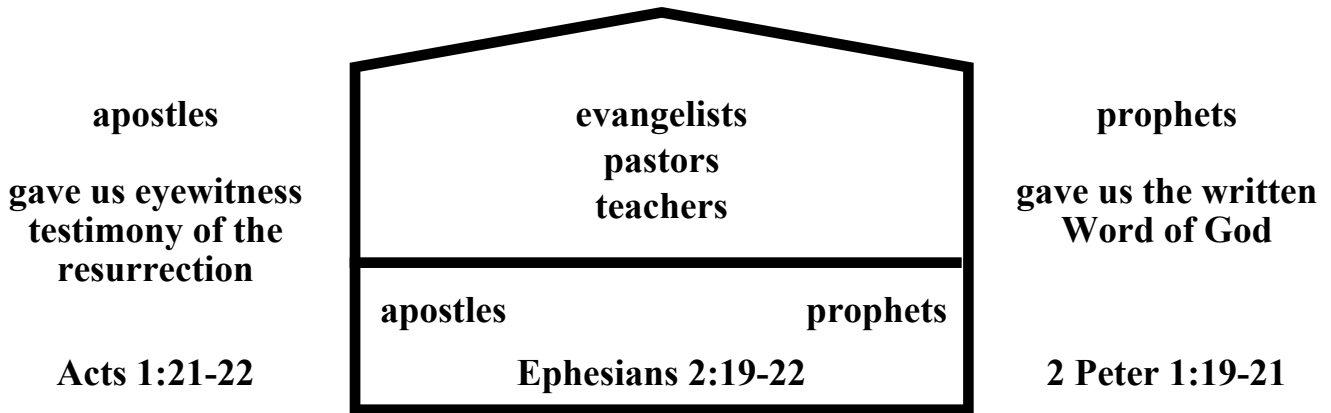 apostles
gave us eyewitness
testimony of the
resurrection
Acts 1:21-22
evangelists
pastors
teachers
apostles prophets
Ephesians 2:19-22
prophets
gave us the written
Word of God
2 Peter 1:19-21